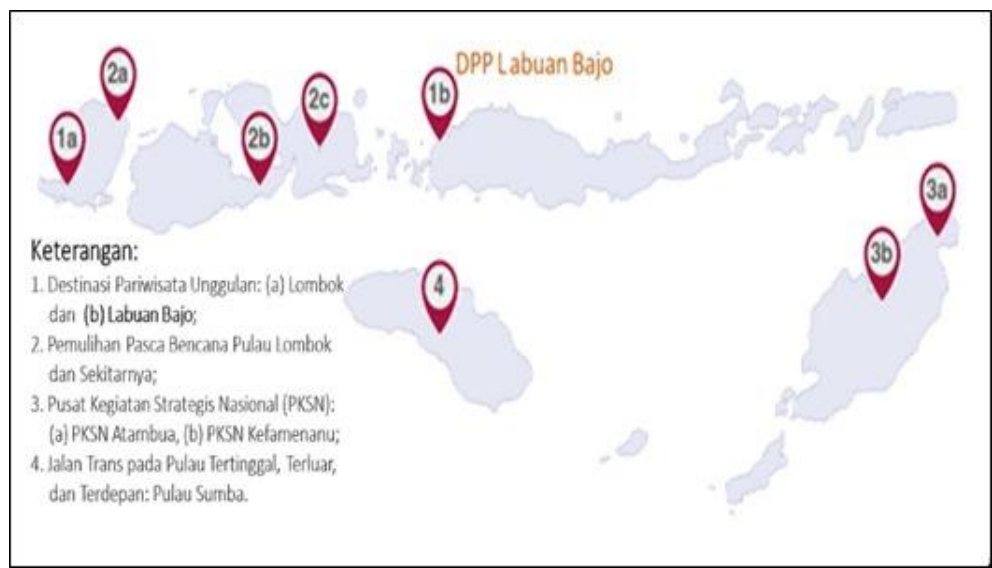 DPP Labuan Bajo
2a
2c
1b
1a
2b
3a
3b
4
Keterangan:
1. Destinasi Pariwisata Unggulan: (a) Lombok
dan (b) Labuan Bajo;
2. Pemulihan Pasca Bencana Pulau Lombok
dan Sekitarnya;
3. Pusat Kegiatan Strategis Nasional (PKSN):
(a) PKSN Atambua, (b) PKSN Kefamenanu;
4. Jalan Trans pada Pulau Tertinggal, Terluar,
dan Terdepan: Pulau Sumba.